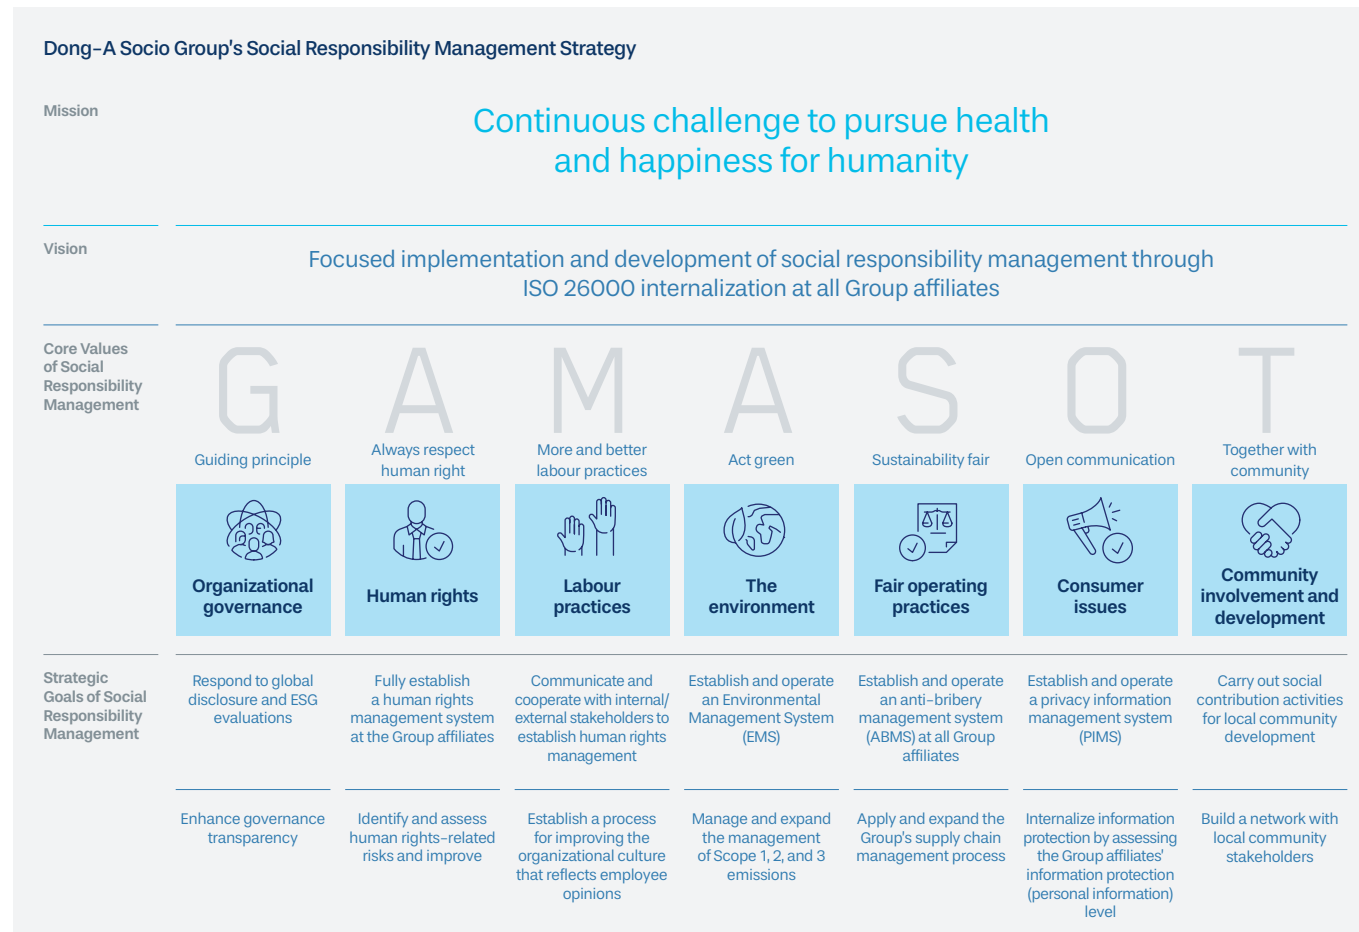 Dong-A Socio Group's Social Responsibility Management Strategy
Mission
Continuous challenge to pursue health
and happiness for humanity
Vision
Focused implementation and development of social responsibility management through
ISO 26000 internalization at all Group affiliates
Core Values
of Social
Responsibility
Management
G
Guiding principle
Organizational
governance
A
Always respect
human right
Human rights
M
More and better
labour practices
Labour
practices
A
Act green
The
environment
S
Sustainability fair
Fair operating
practices
O
Open communication
Consumer
issues
T
Together with
community
Community
involvement and
development
Strategic
Goals of Social
Responsibility
Management
Respond to global
disclosure and ESG
evaluations
Fully establish
a human rights
management system
at the Group affiliates
Communicate and
cooperate with internal/
external stakeholders to
establish human rights
management
Establish and operate
an Environmental
Management System
(EMS)
Establish and operate
an anti-bribery
management system
(ABMS) at all Group
affiliates
Establish and operate
a privacy information
management system
(PIMS)
Carry out social
contribution activities
for local community
development
Enhance governance
transparency
Identify and assess
human rights-related
risks and improve
Establish a process
for improving the
organizational culture
that reflects employee
opinions
Manage and expand
the management
of Scope 1, 2, and 3
emissions
Apply and expand the
Group's supply chain
management process
Internalize information
protection by assessing
the Group affiliates'
information protection
(personal information)
level
Build a network with
local community
stakeholders